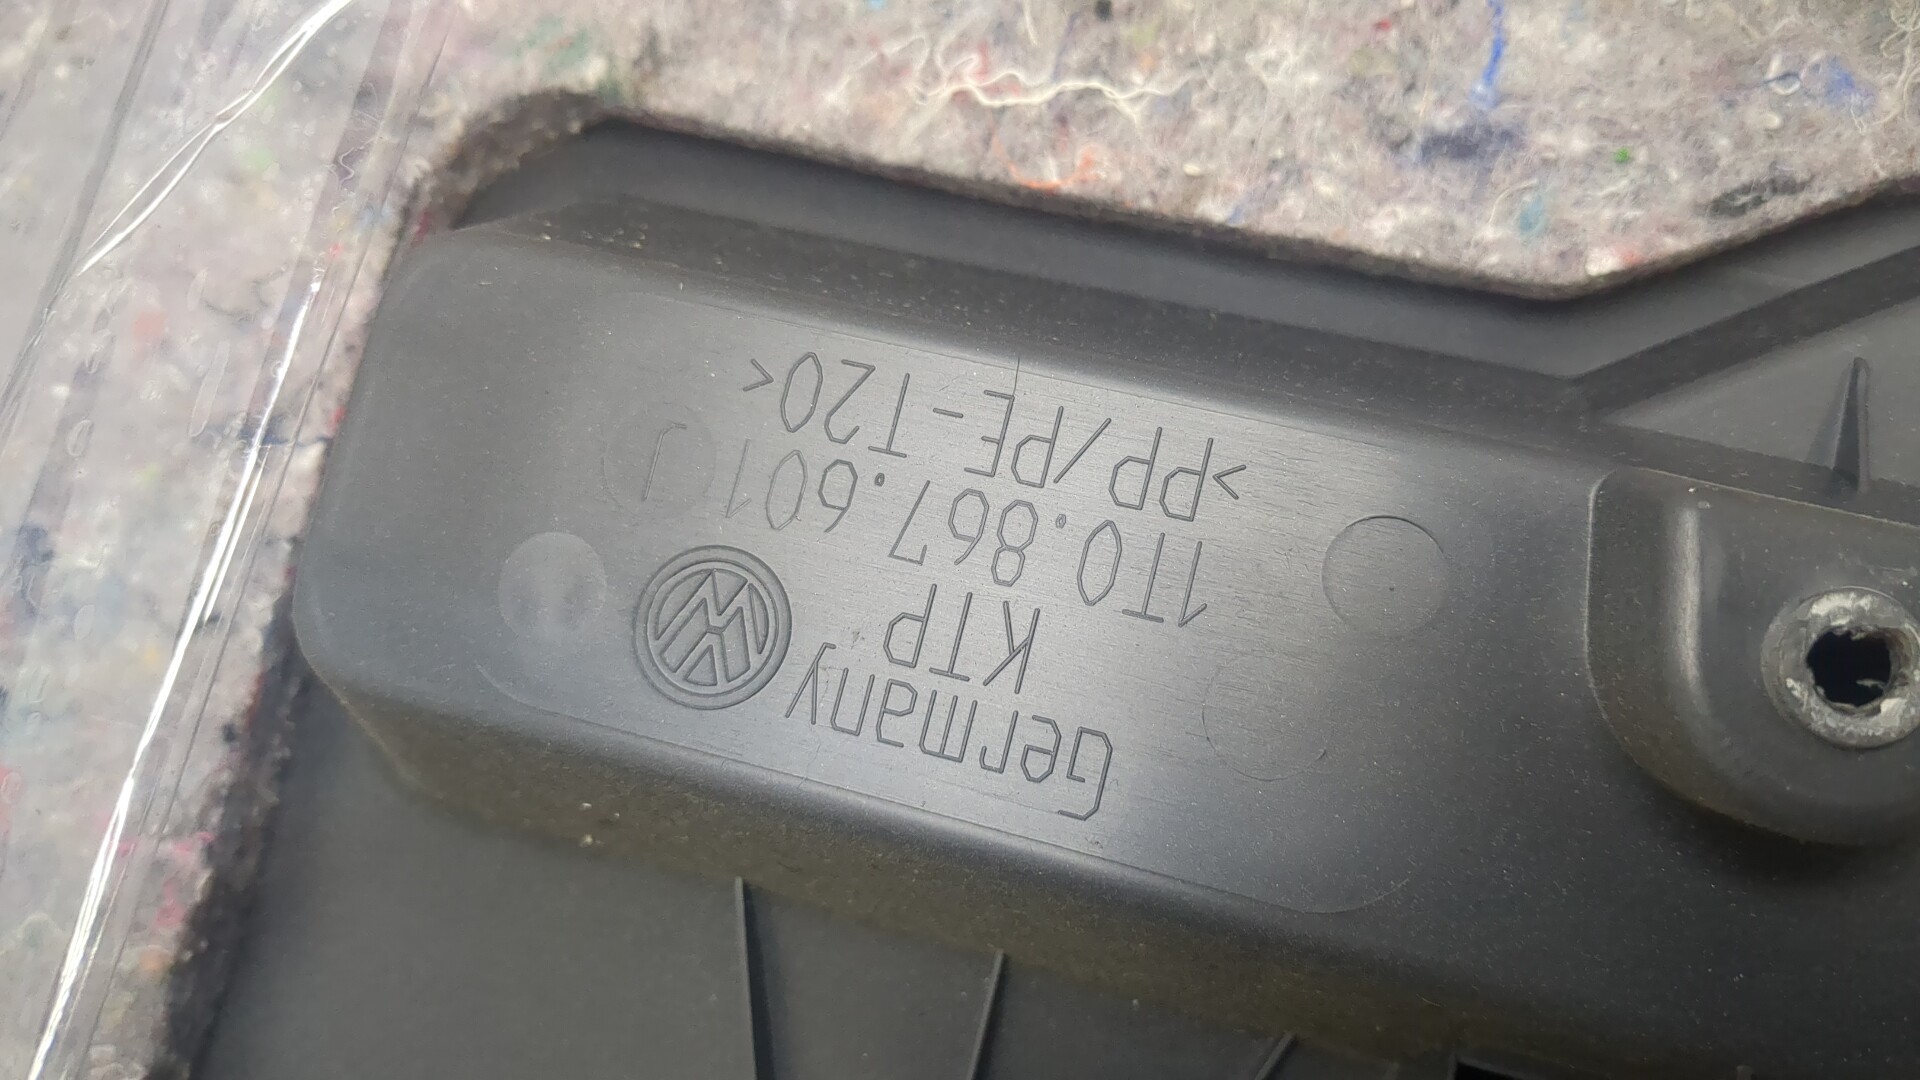 Germany
KTP
1T0.867.601 J
>PP/PE-T20<